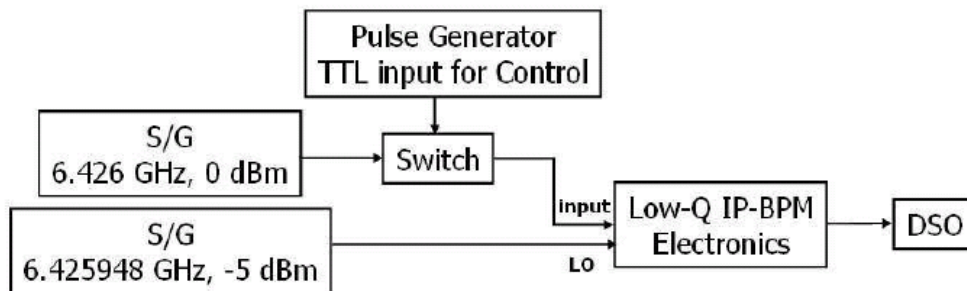 Pulse Generator
TTL input for Control
S/G
6.426 GHz, 0 dBm
Switch
input
Low-Q IP-BPM
Electronics
DSO
S/G
6.425948 GHz, -5 dBm
LO